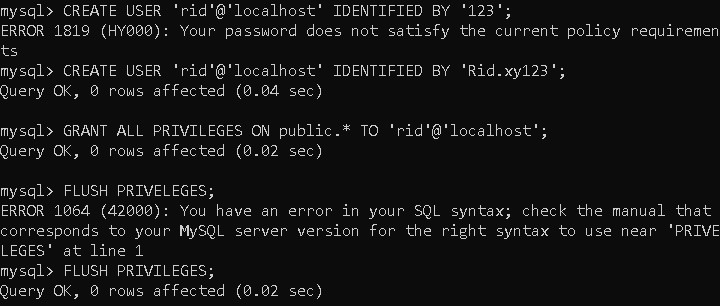 mysql> CREATE USER 'rid'@'localhost' IDENTIFIED BY '123';
ERROR 1819 (HY000): Your password does not satisfy the current policy requiremen
ts
mysql> CREATE USER 'rid'@'localhost' IDENTIFIED BY 'Rid.xy123';
Query OK, 0 rows affected (0.04 sec)

mysql> GRANT ALL PRIVILEGES ON public.* TO 'rid'@'localhost';
Query OK, 0 rows affected (0.02 sec)

mysql> FLUSH PRIVELEGES;
ERROR 1064 (42000): You have an error in your SQL syntax; check the manual that
corresponds to your MySQL server version for the right syntax to use near 'PRIVE
LEGES' at line 1
mysql> FLUSH PRIVILEGES;
Query OK, 0 rows affected (0.02 sec)